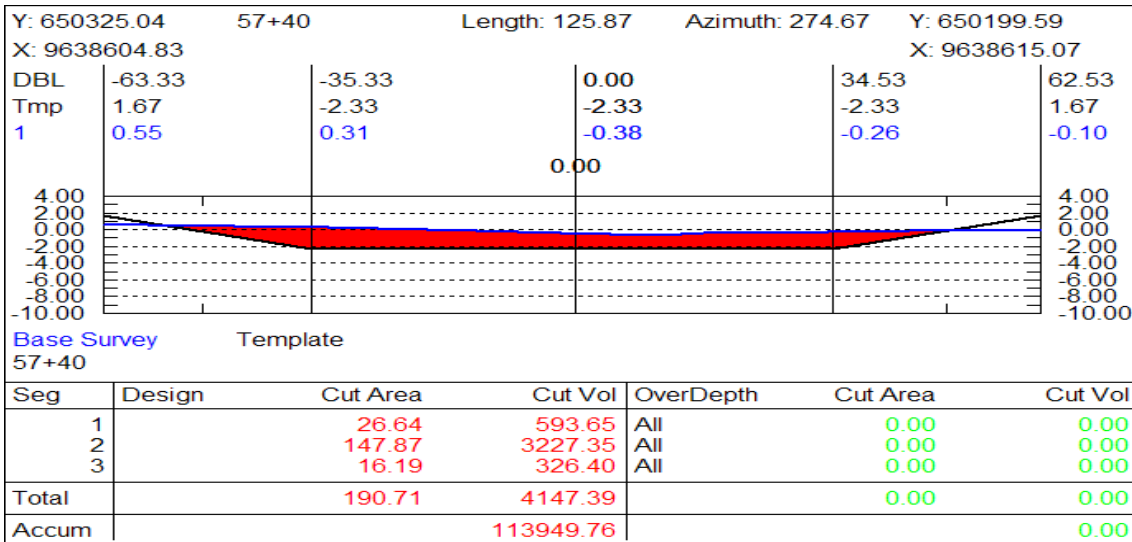 Y: 650325.04 57+40 Length: 125.87 Azimuth: 274.67 Y: 650199.59
X: 9638604.83 X: 9638615.07
DBL -63.33 -35.33 0.00 34.53 62.53
Tmp 1.67 -2.33 -2.33 -2.33 1.67
1 0.55 0.31 -0.38 -0.26 -0.10
0.00
4.00 4.00
2.00 2.00
0.00 0.00
-2.00 -2.00
-4.00 -4.00
-6.00 -6.00
-8.00 -8.00
-10.00 -10.00
Base Survey Template
57+40
Seg Design Cut Area Cut Vol OverDepth Cut Area Cut Vol
1 26.64 593.65 All 0.00 0.00
2 147.87 3227.35 All 0.00 0.00
3 16.19 326.40 All 0.00 0.00
Total 190.71 4147.39 0.00 0.00
Accum 113949.76 0.00